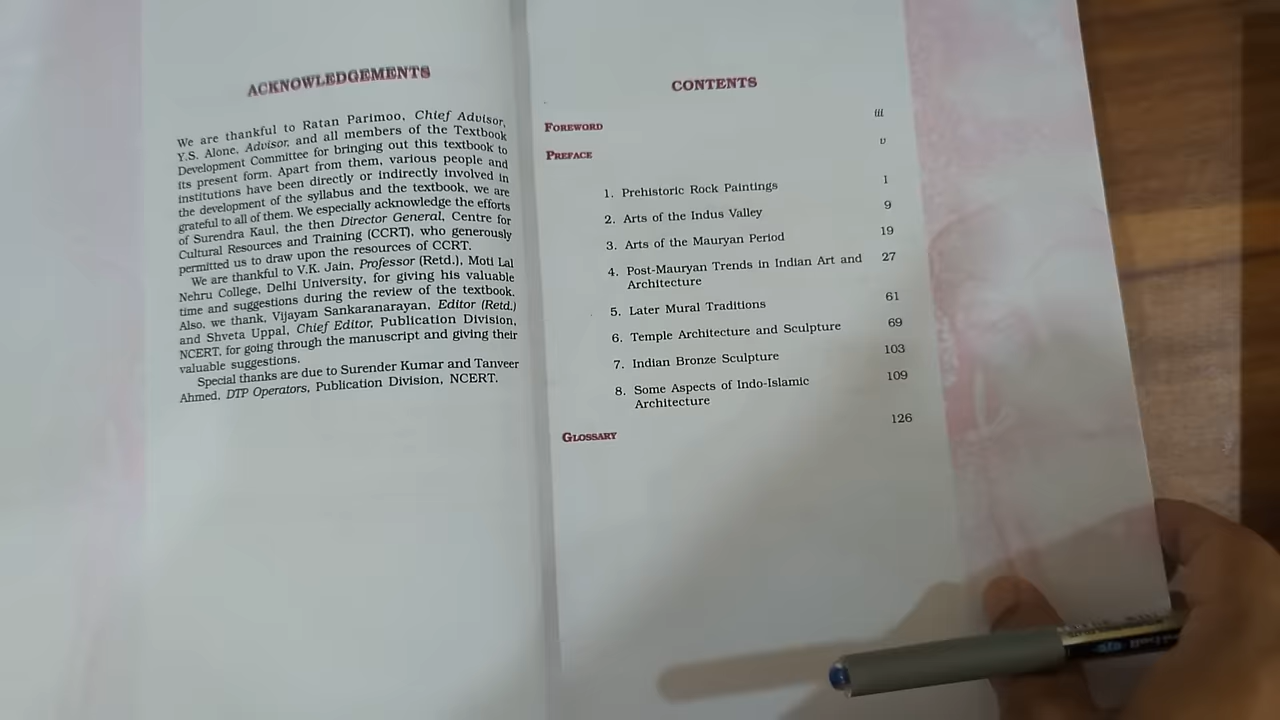 ACKNOWLEDGEMENTS
We are thankful to Ratan Parimoo, Chief Advisor,
Y.S. Alone, Advisor, and all members of the Textbook
Development Committee for bringing out this textbook to
its present form. Apart from them, various people and
institutions have been directly or indirectly involved in
the development of the syllabus and the textbook, we are
grateful to all of them. We especially acknowledge the efforts
of Surendra Kaul, the then Director General, Centre for
Cultural Resources and Training (CCRT), who generously
permitted us to draw upon the resources of CCRT.
We are thankful to V.K. Jain, Professor (Retd.), Moti Lal
Nehru College, Delhi University, for giving his valuable
time and suggestions during the review of the textbook.
Also, we thank, Vijayam Sankaranarayan, Editor (Retd.)
and Shveta Uppal, Chief Editor, Publication Division,
NCERT, for going through the manuscript and giving their
valuable suggestions.
Special thanks are due to Surender Kumar and Tanveer
Ahmed, DTP Operators, Publication Division, NCERT.
CONTENTS
FOREWORD iii
PREFACE v
1. Prehistoric Rock Paintings 1
2. Arts of the Indus Valley 9
3. Arts of the Mauryan Period 19
4. Post-Mauryan Trends in Indian Art and 27
Architecture
5. Later Mural Traditions 61
6. Temple Architecture and Sculpture 69
7. Indian Bronze Sculpture 103
8. Some Aspects of Indo-Islamic 109
Architecture
GLOSSARY 126